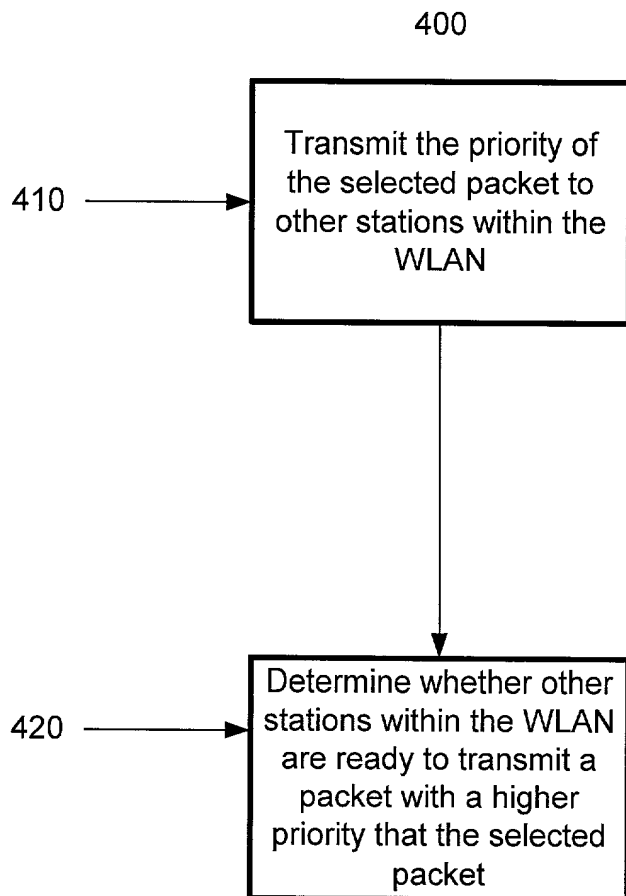 400
410
Transmit the priority of
the selected packet to
other stations within the
WLAN
420
Determine whether other
stations within the WLAN
are ready to transmit a
packet with a higher
priority that the selected
packet